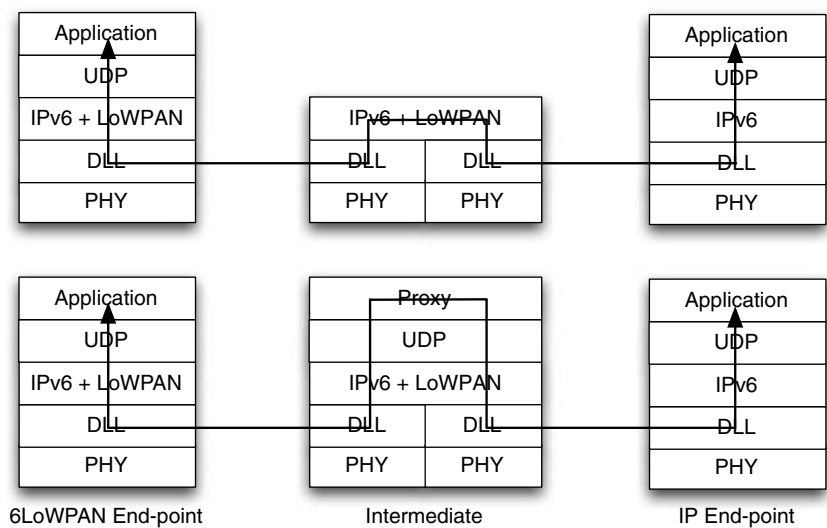 Application
UDP
IPv6 + LoWPAN
DLL
PHY
IPv6 + LoWPAN
DLL DLL
PHY PHY
Application
UDP
IPv6
DLL
PHY
Application
UDP
IPv6 + LoWPAN
DLL
PHY
Proxy
UDP
IPv6 + LoWPAN
DLL DLL
PHY PHY
Application
UDP
IPv6
DLL
PHY
6LoWPAN End-point
Intermediate
IP End-point